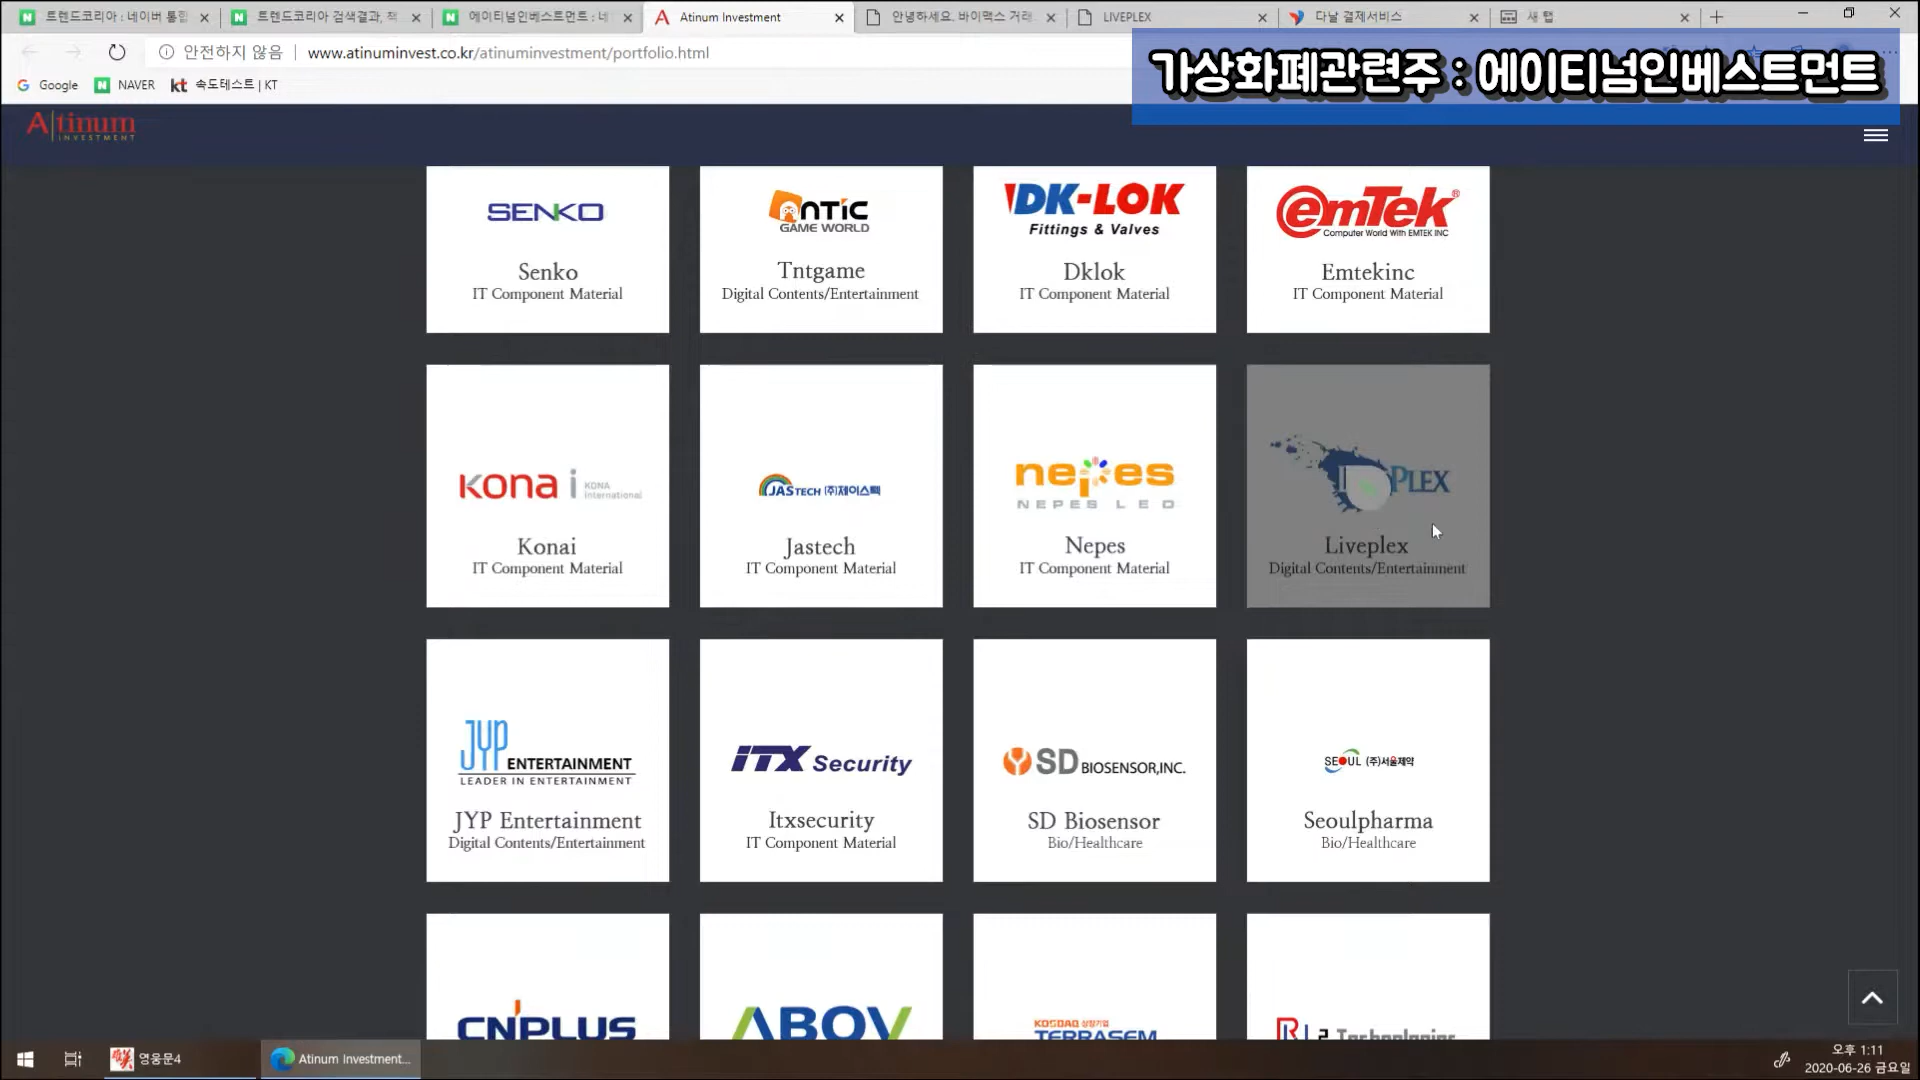 트렌드코리아 : 네이버 통합
트렌드코리아 검색결과, 책
에이티넘인베스트먼트 : 네
Atinum Investment
안녕하세요. 바이맥스 거래
LIVEPLEX
다날 결제서비스
새 탭
안전하지 않음
www.atinuminvest.co.kr/atinuminvestment/portfolio.html
가상화폐관련주 : 에이티넘인베스트먼트
Google
NAVER
kt 속도테스트 | KT
Atinum
INVESTMENT
SENKO
Senko
IT Component Material
ANTIC
GAME WORLD
Tntgame
Digital Contents/Entertainment
DK-LOK
Fittings & Valves
Dklok
IT Component Material
emTek®
Computer World With EMTEK INC
Emtekinc
IT Component Material
Kona i
KONA
International
Konai
IT Component Material
JASTECH (주)제이스텍
Jastech
IT Component Material
nepes
NEPES LED
Nepes
IT Component Material
PLEX
Liveplex
Digital Contents/Entertainment
JYP ENTERTAINMENT
LEADER IN ENTERTAINMENT
JYP Entertainment
Digital Contents/Entertainment
ITX Security
Itxsecurity
IT Component Material
SD BIOSENSOR,INC.
SD Biosensor
Bio/Healthcare
SEOUL (주)서울제약
Seoulpharma
Bio/Healthcare
CNPLUS
ABOV
KOSDAQ 상장기업
TERRASEM
영웅문4
Atinum Investment...
오후 1:11
2020-06-26 금요일